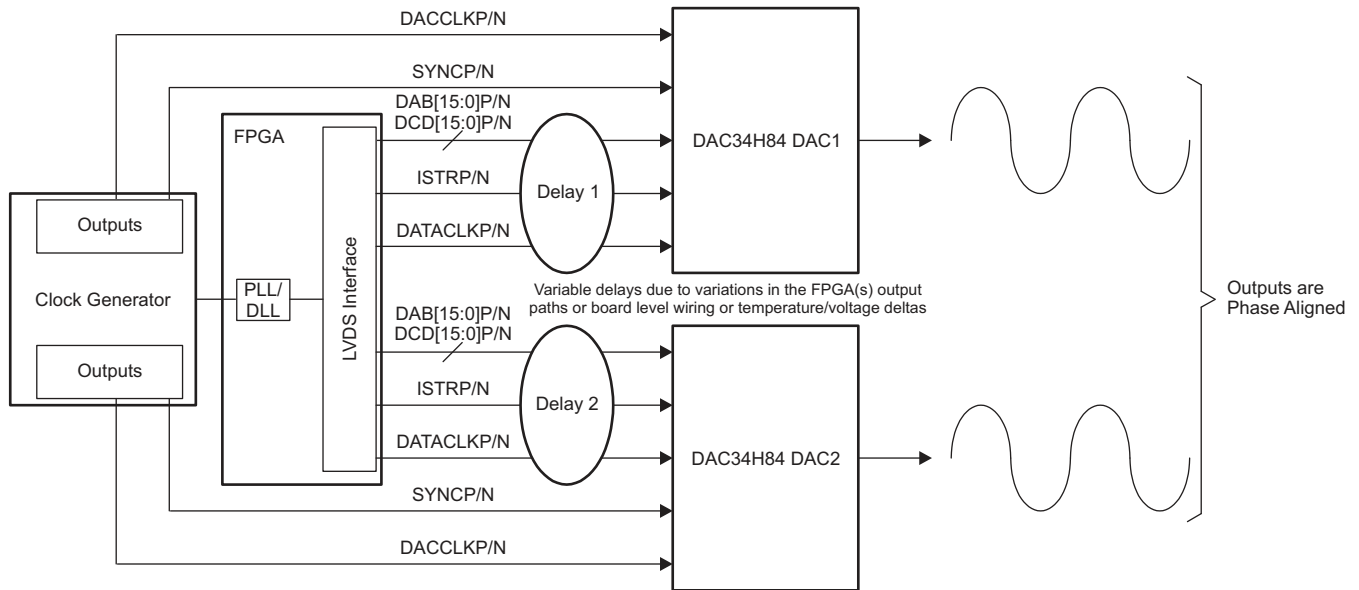 DACCLKP/N
SYNCP/N
DAB[15:0]P/N
DCD[15:0]P/N
FPGA
DAC34H84 DAC1
ISTRP/N
Delay 1
Outputs
DATACLKP/N
LVDS Interface
Clock Generator
PLL/
DLL
Variable delays due to variations in the FPGA(s) output
paths or board level wiring or temperature/voltage deltas
Outputs are
Phase Aligned
DAB[15:0]P/N
DCD[15:0]P/N
Outputs
ISTRP/N
Delay 2
DATACLKP/N
DAC34H84 DAC2
SYNCP/N
DACCLKP/N